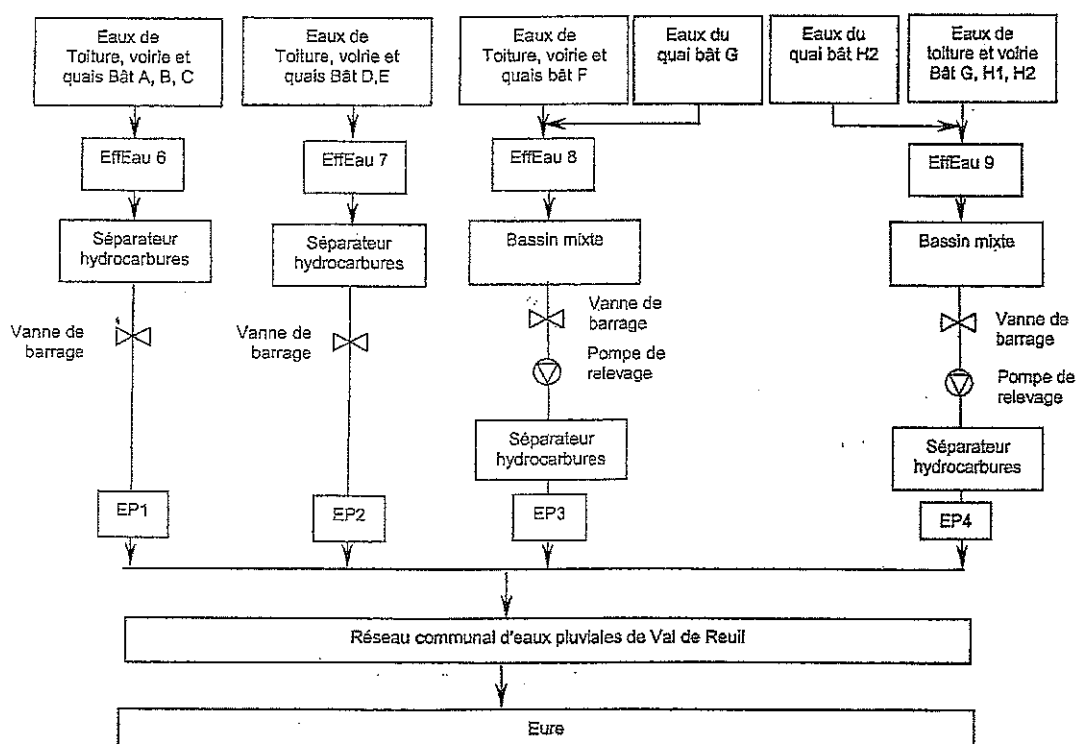 Eaux de
Toiture, voirie et
quais Bât A, B, C
Eaux de
Toiture, voirie et
quais Bât D,E
Eaux de
Toiture, voirie et
quais bât F
Eaux du
quai bât G
Eaux du
quai bât H2
Eaux de
toiture et voirie
Bât G, H1, H2
EffEau 6
EffEau 7
EffEau 8
EffEau 9
Séparateur
hydrocarbures
Séparateur
hydrocarbures
Bassin mixte
Bassin mixte
Vanne de
barrage
Vanne de
barrage
Vanne de
barrage
Vanne de
barrage
Pompe de
relevage
Pompe de
relevage
Séparateur
hydrocarbures
Séparateur
hydrocarbures
EP1
EP2
EP3
EP4
Réseau communal d'eaux pluviales de Val de Reuil
Eure